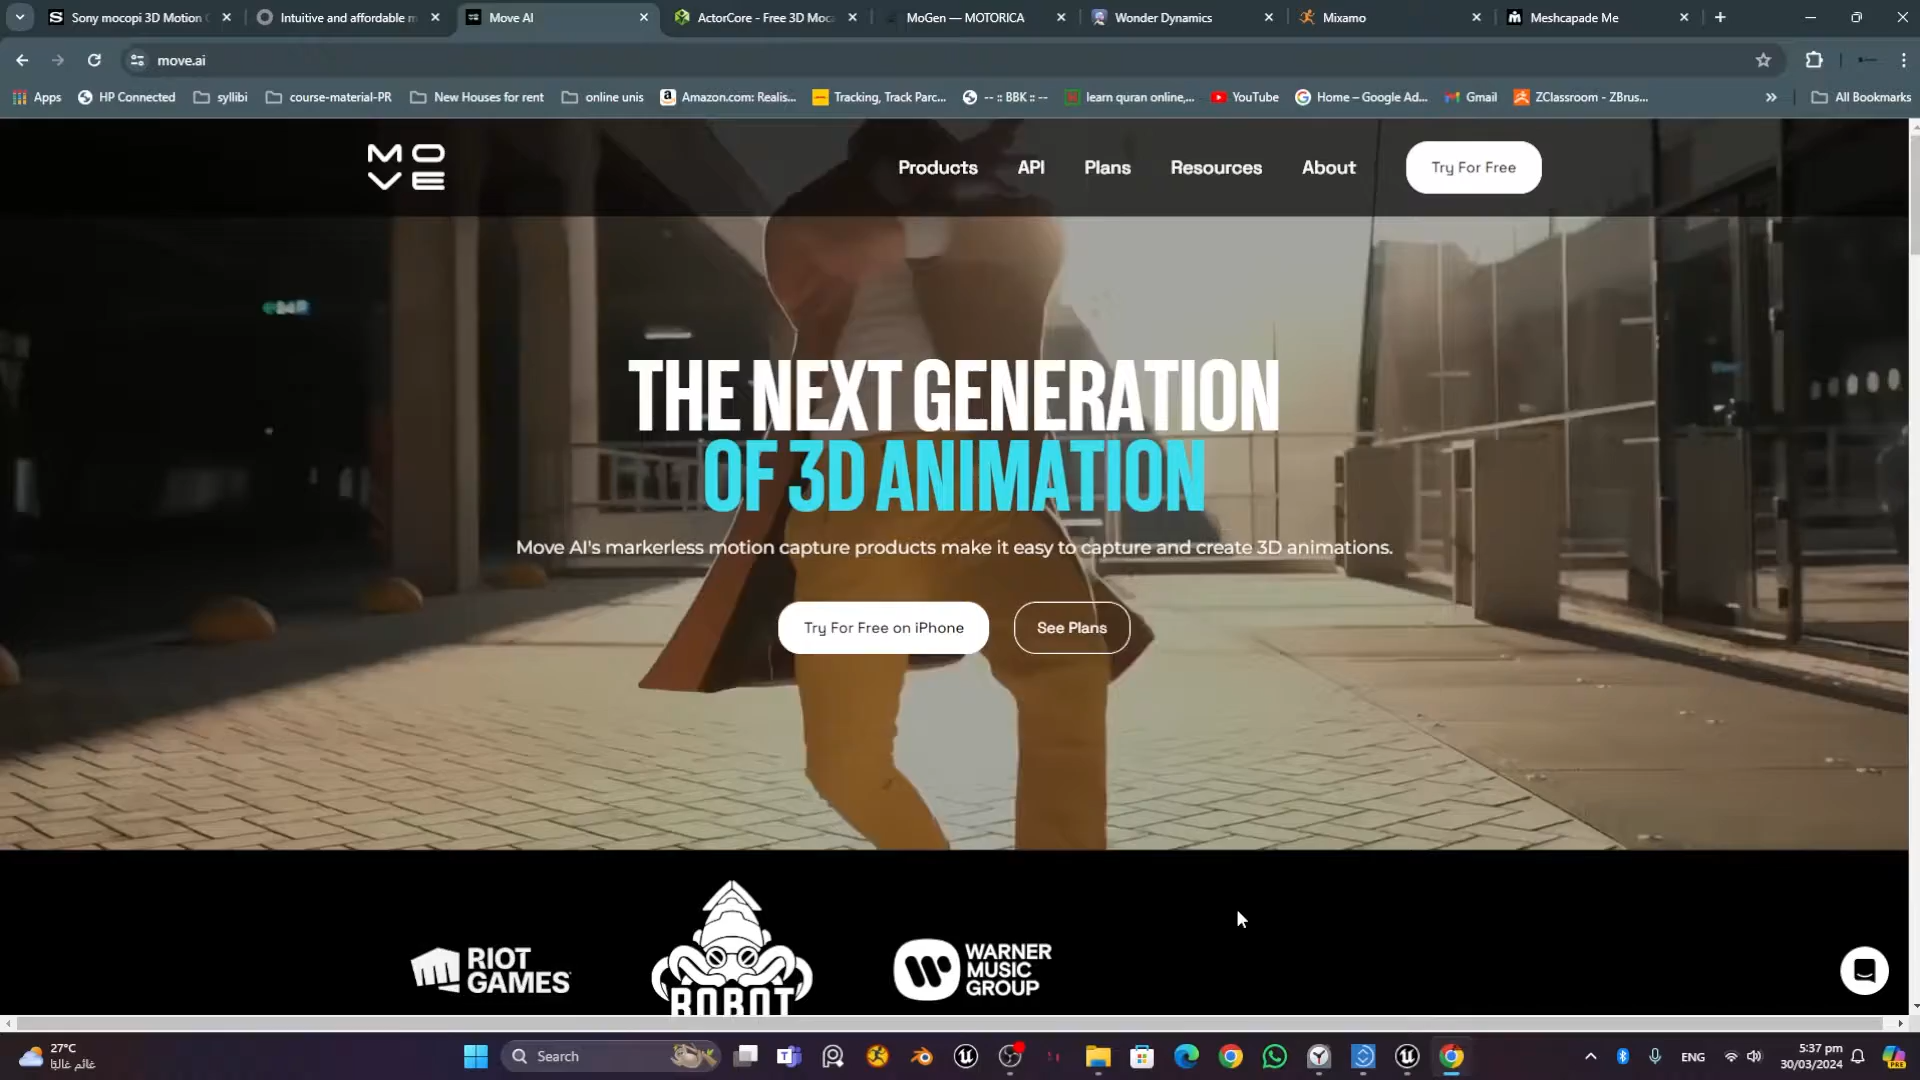 Sony mocopi 3D Motion
Intuitive and affordable m
Move AI
ActorCore - Free 3D Moc
MoGen — MOTORICA
Wonder Dynamics
Mixamo
Meshcapade Me
move.ai
Apps
HP Connected
syllibi
course-material-PR
New Houses for rent
online unis
Amazon.com: Realis...
Tracking, Track Parc...
-- :: BBK :: --
learn quran online,...
YouTube
Home – Google Ad...
Gmail
ZClassroom - ZBrus...
All Bookmarks
MOVE
Products
API
Plans
Resources
About
Try For Free
THE NEXT GENERATION
OF 3D ANIMATION
Move AI's markerless motion capture products make it easy to capture and create 3D animations.
Try For Free on iPhone
See Plans
RIOT
GAMES
ROBOT
WARNER
MUSIC
GROUP
27°C
غائم غالبًا
Search
ENG
5:37 pm
30/03/2024
PRE